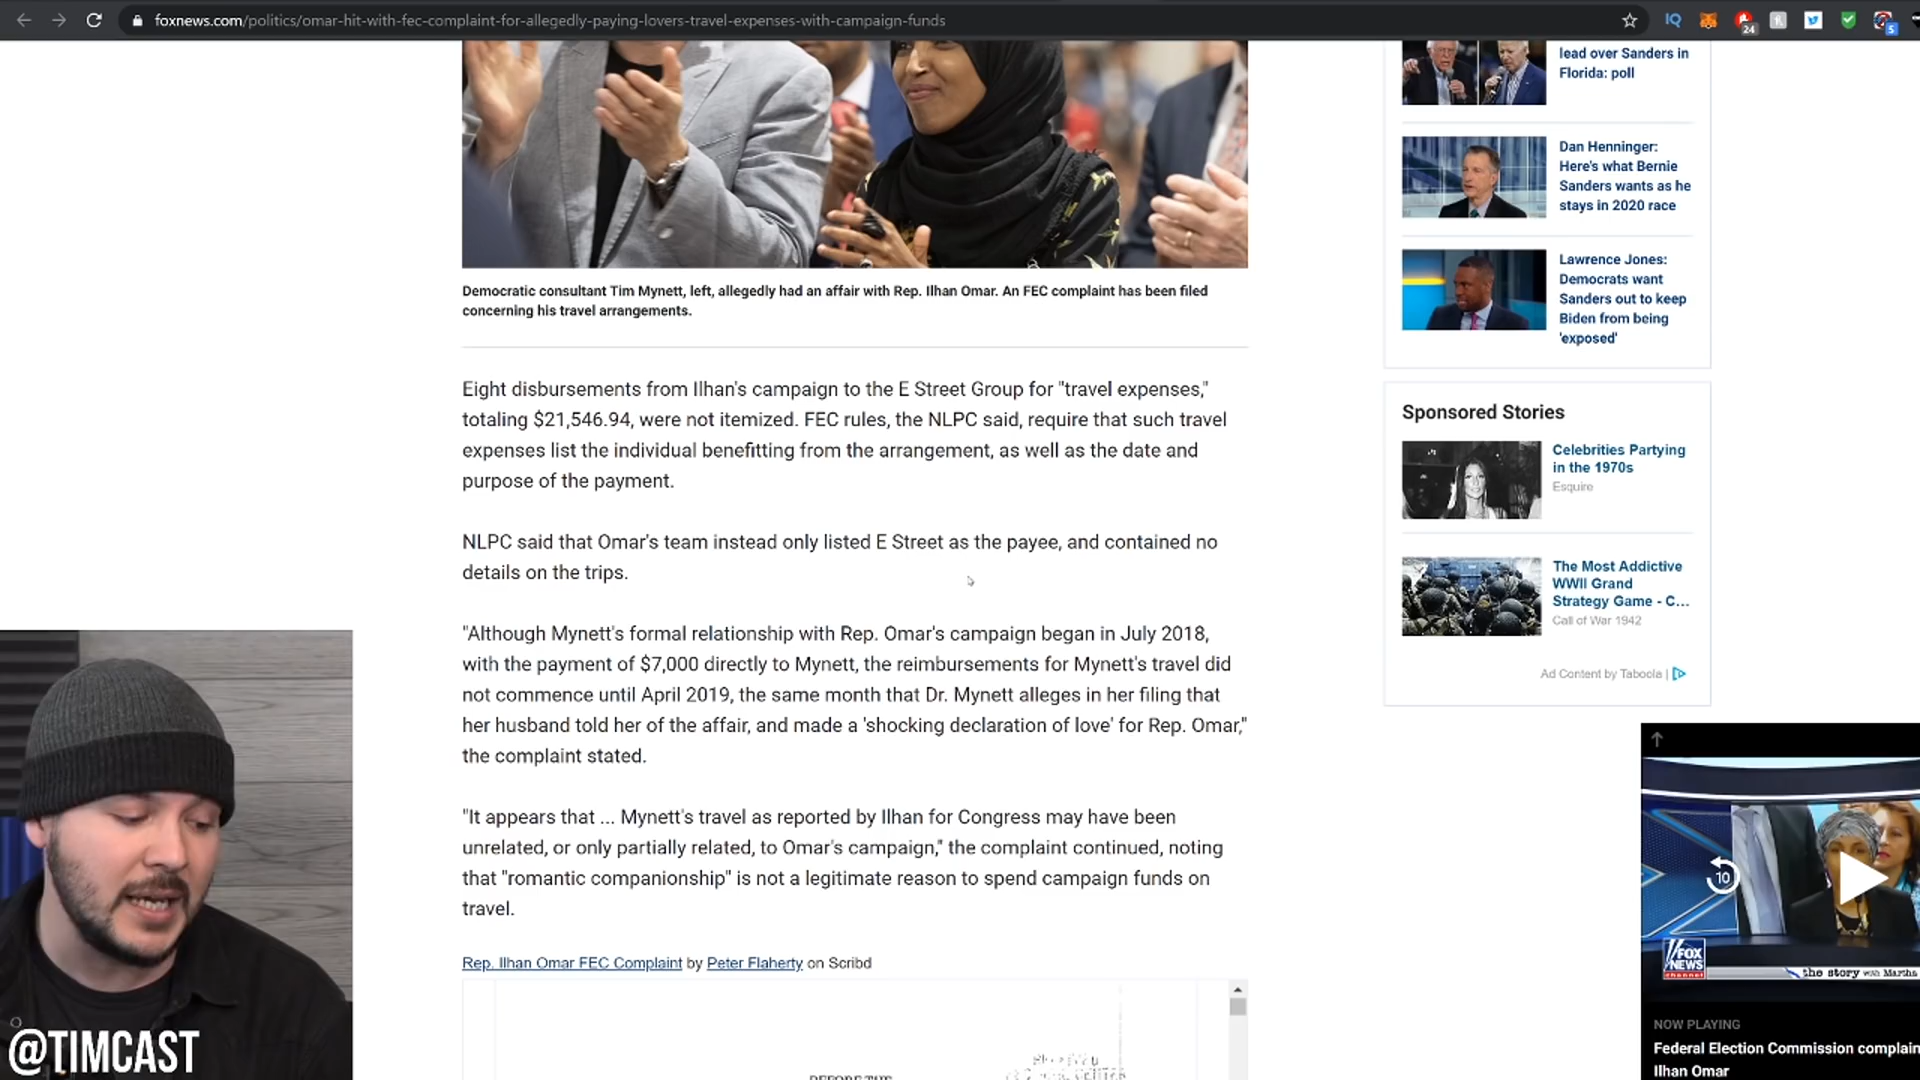 foxnews.com/politics/omar-hit-with-fec-complaint-for-allegedly-paying-lovers-travel-expenses-with-campaign-funds
IQ
24
5
lead over Sanders in
Florida: poll
Dan Henninger:
Here's what Bernie
Sanders wants as he
stays in 2020 race
Lawrence Jones:
Democrats want
Sanders out to keep
Biden from being
'exposed'
Democratic consultant Tim Mynett, left, allegedly had an affair with Rep. Ilhan Omar. An FEC complaint has been filed
concerning his travel arrangements.
Eight disbursements from Ilhan's campaign to the E Street Group for "travel expenses,"
totaling $21,546.94, were not itemized. FEC rules, the NLPC said, require that such travel
expenses list the individual benefitting from the arrangement, as well as the date and
purpose of the payment.
NLPC said that Omar's team instead only listed E Street as the payee, and contained no
details on the trips.
"Although Mynett's formal relationship with Rep. Omar's campaign began in July 2018,
with the payment of $7,000 directly to Mynett, the reimbursements for Mynett's travel did
not commence until April 2019, the same month that Dr. Mynett alleges in her filing that
her husband told her of the affair, and made a 'shocking declaration of love' for Rep. Omar,"
the complaint stated.
"It appears that ... Mynett's travel as reported by Ilhan for Congress may have been
unrelated, or only partially related, to Omar's campaign," the complaint continued, noting
that "romantic companionship" is not a legitimate reason to spend campaign funds on
travel.
Rep. Ilhan Omar FEC Complaint by Peter Flaherty on Scribd
Sponsored Stories
Celebrities Partying
in the 1970s
Esquire
The Most Addictive
WWII Grand
Strategy Game - C...
Call of War 1942
Ad Content by Taboola
10
FOX
NEWS
channel
the story with Martha
NOW PLAYING
Federal Election Commission complain
Ilhan Omar
@TIMCAST